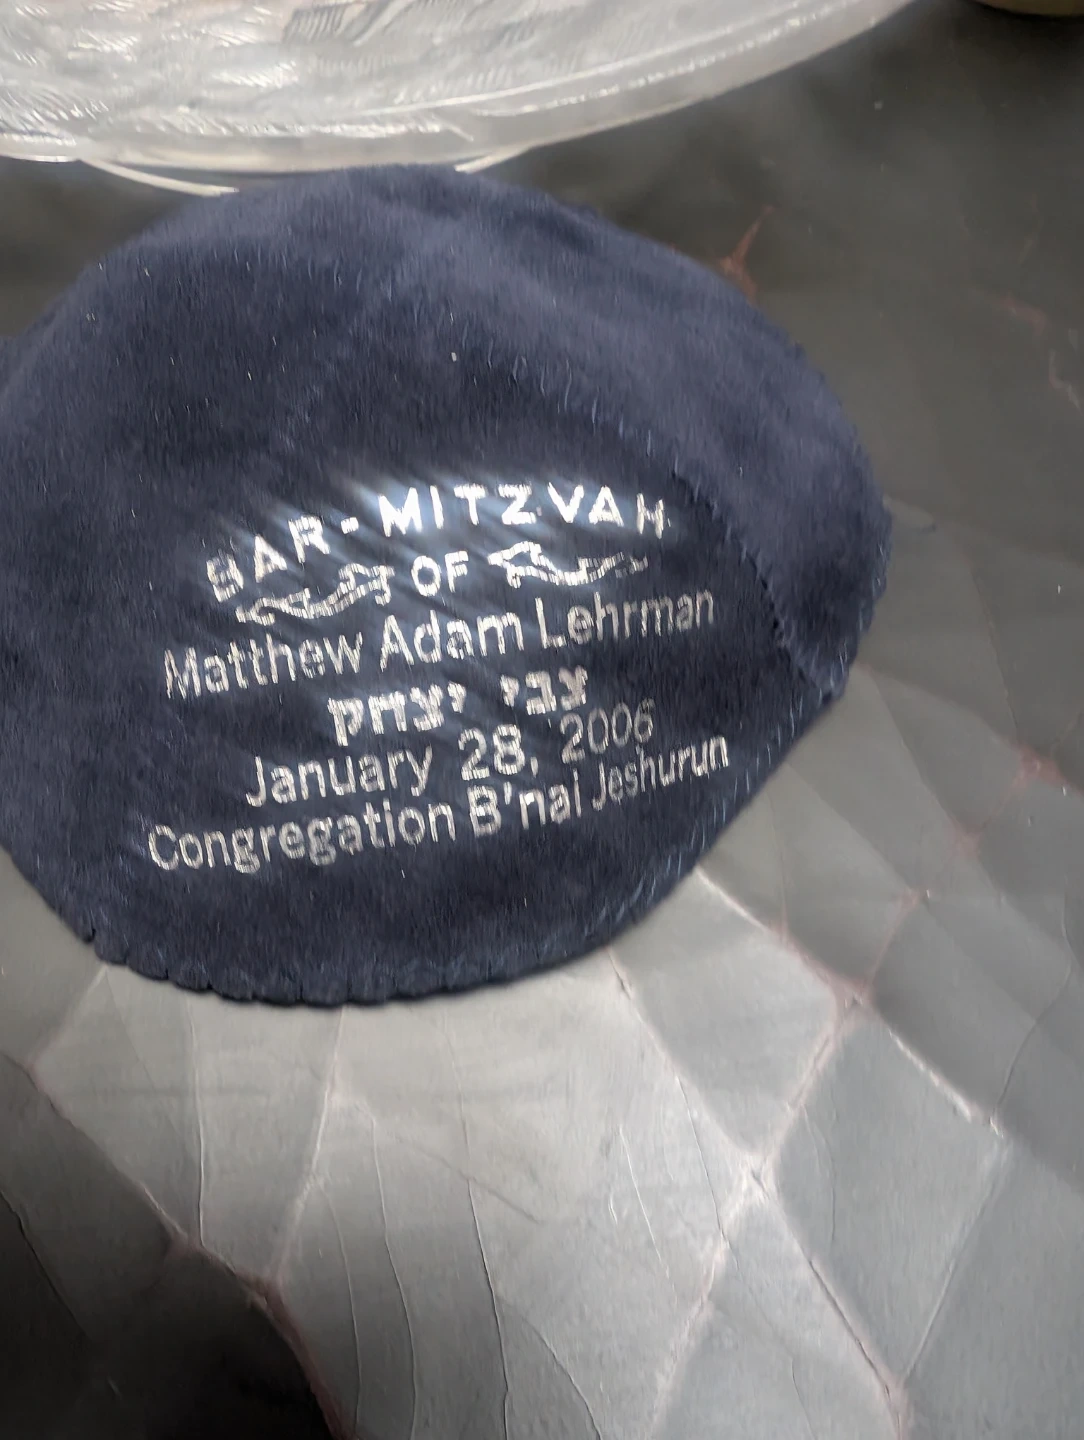 BAR-MITZVAH
OF
Matthew Adam Lehrman
צבי יצחק
January 28, 2006
Congregation B'nai Jeshurun